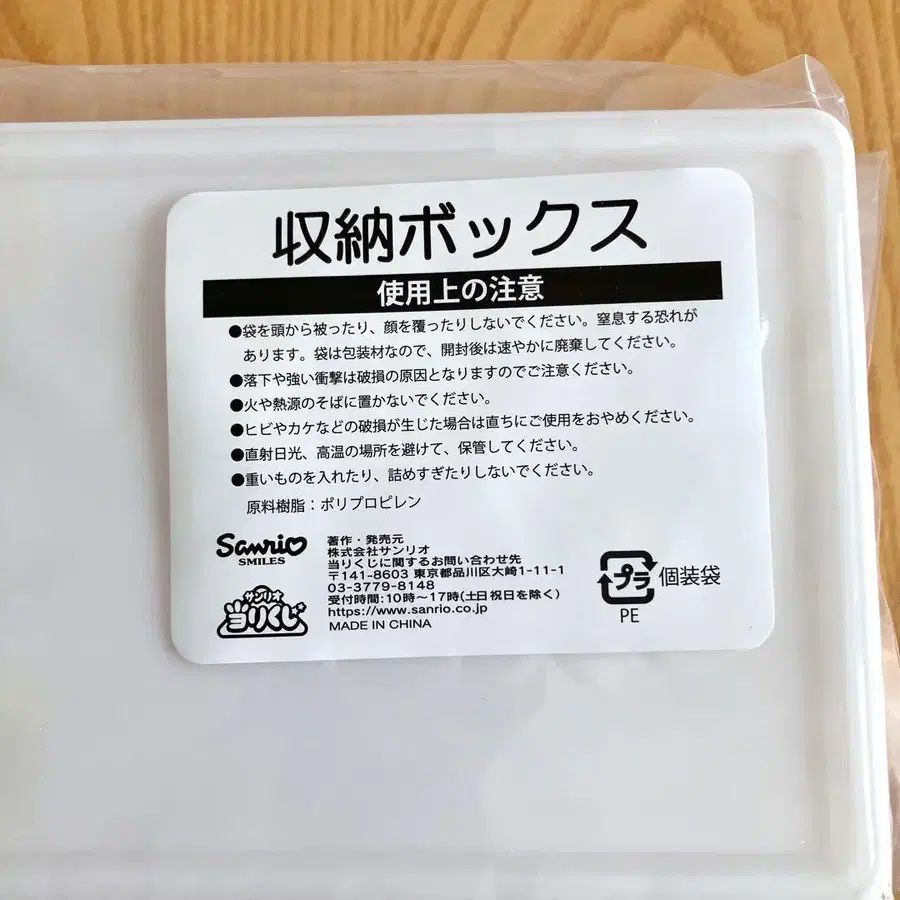 収納ボックス
使用上の注意
●袋を頭から被ったり、顔を覆ったりしないでください。窒息する恐れが
あります。袋は包装材なので、開封後は速やかに廃棄してください。
●落下や強い衝撃は破損の原因となりますのでご注意ください。
●火や熱源のそばに置かないでください。
●ヒビやカケなどの破損が生じた場合は直ちにご使用をおやめください。
●直射日光、高温の場所を避けて、保管してください。
●重いものを入れたり、詰めすぎたりしないでください。
原料樹脂：ポリプロピレン
Sanrio
SMILES
サンリオ
当りくじ
著作・発売元
株式会社サンリオ
当りくじに関するお問い合わせ先
〒141-8603 東京都品川区大崎1-11-1
03-3779-8148
受付時間:10時～17時(土日祝日を除く)
https://www.sanrio.co.jp
MADE IN CHINA
プラ 個装袋
PE